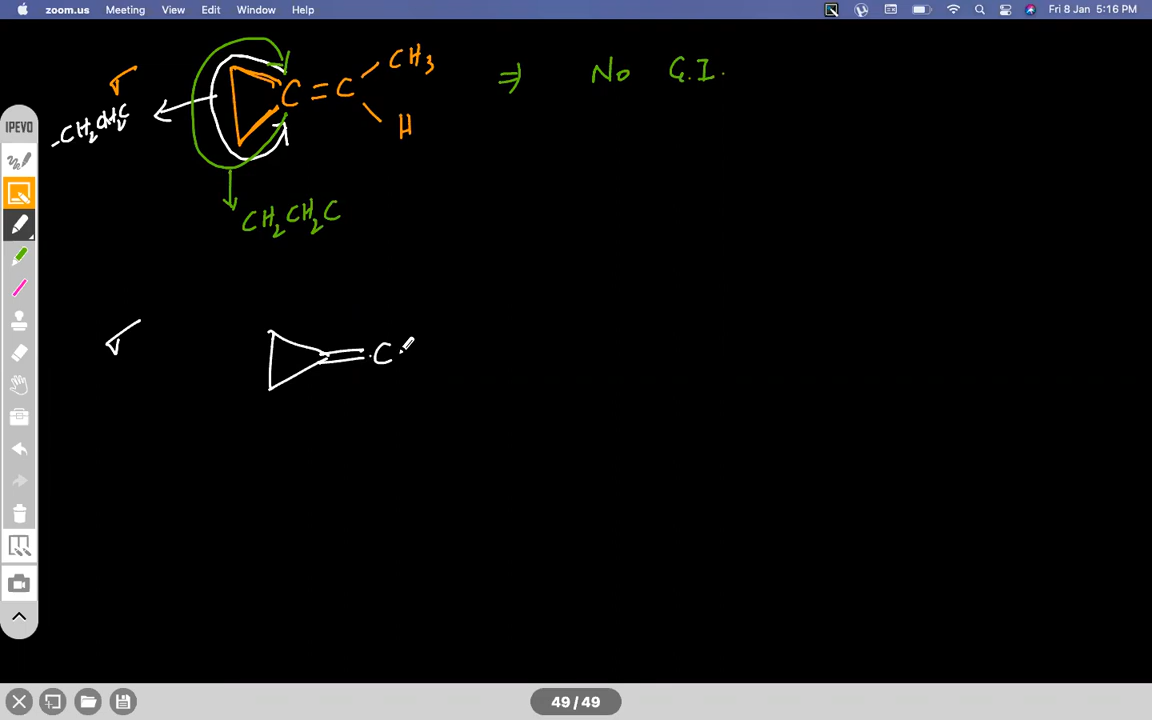 zoom.us Meeting View Edit Window Help Fri 8 Jan 5:16 PM
IPEVO
-CH₂CH₂C
C = C
CH₃
H
⇒ No G.I.
CH₂CH₂C
C
49 / 49